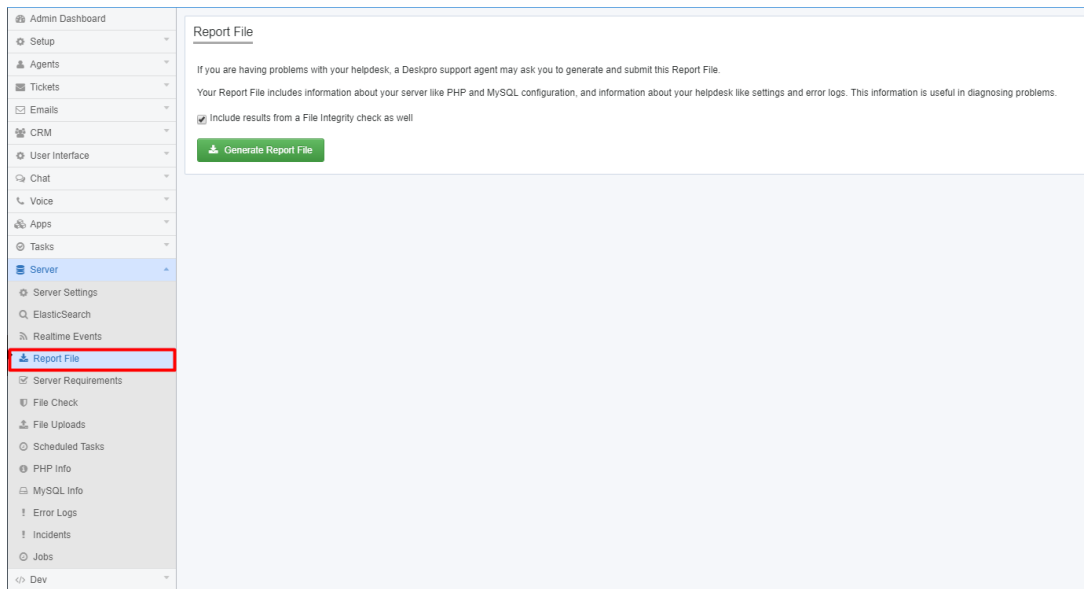 Admin Dashboard
Setup
Agents
Tickets
Emails
CRM
User Interface
Chat
Voice
Apps
Tasks
Server
Server Settings
ElasticSearch
Realtime Events
Report File
Server Requirements
File Check
File Uploads
Scheduled Tasks
PHP Info
MySQL Info
Error Logs
Incidents
Jobs
Dev
Report File
If you are having problems with your helpdesk, a Deskpro support agent may ask you to generate and submit this Report File.
Your Report File includes information about your server like PHP and MySQL configuration, and information about your helpdesk like settings and error logs. This information is useful in diagnosing problems.
Include results from a File Integrity check as well
Generate Report File